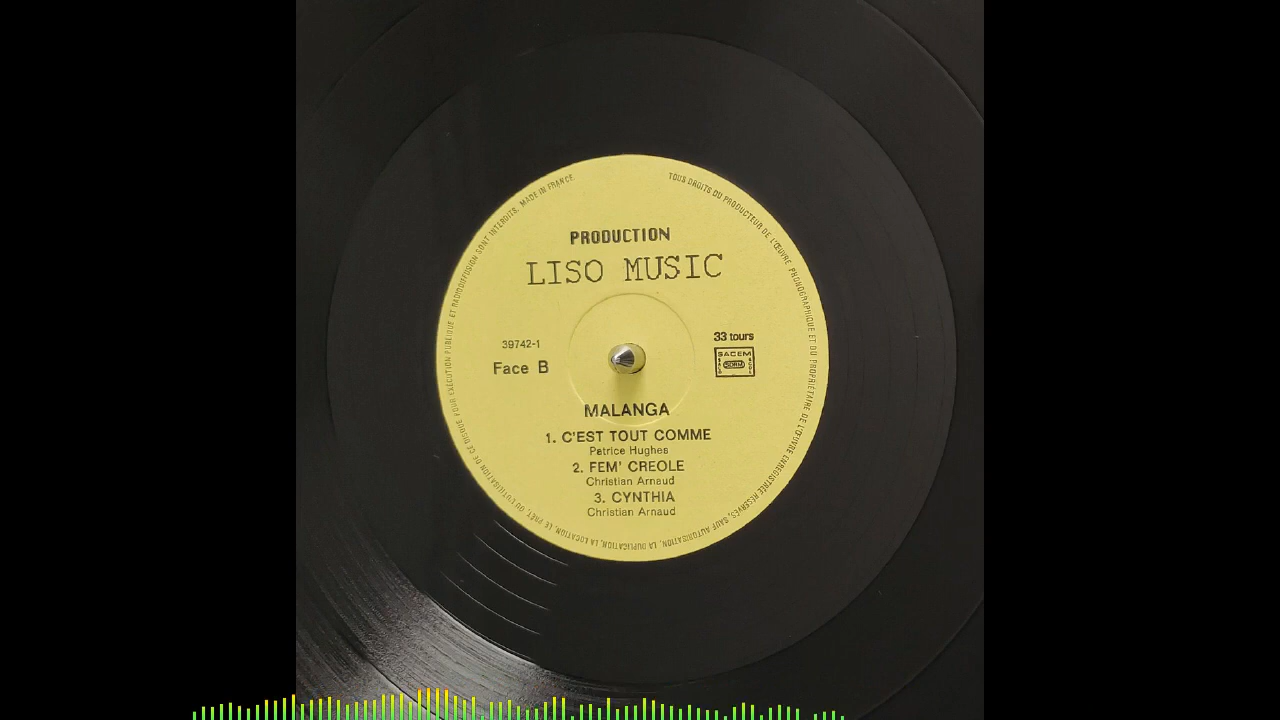 TOUS DROITS DU PRODUCTEUR DE L'ŒUVRE PHONOGRAPHIQUE ET DU PROPRIÉTAIRE DE L'ŒUVRE ENREGISTRÉE RÉSERVÉS, SAUF AUTORISATION, LA DUPLICATION, LA LOCATION, LE PRÊT, OU L'UTILISATION DE CE DISQUE POUR EXÉCUTION PUBLIQUE ET RADIODIFFUSION SONT INTERDITS. MADE IN FRANCE
PRODUCTION
LISO MUSIC
39742-1
Face B
33 tours
SACEM
SDRM
MALANGA
1. C'EST TOUT COMME
Patrice Hughes
2. FEM' CREOLE
Christian Arnaud
3. CYNTHIA
Christian Arnaud